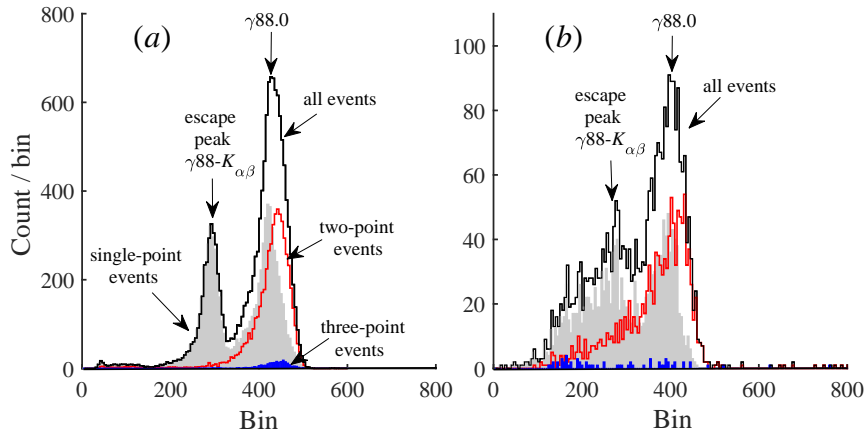 (a)
γ88.0
all events
escape
peak
γ88-K_αβ
two-point
events
single-point
events
three-point
events
Count / bin
800
600
400
200
0
0 200 400 600 800
Bin
(b)
γ88.0
all events
escape
peak
γ88-K_αβ
100
80
60
40
20
0
0 200 400 600 800
Bin